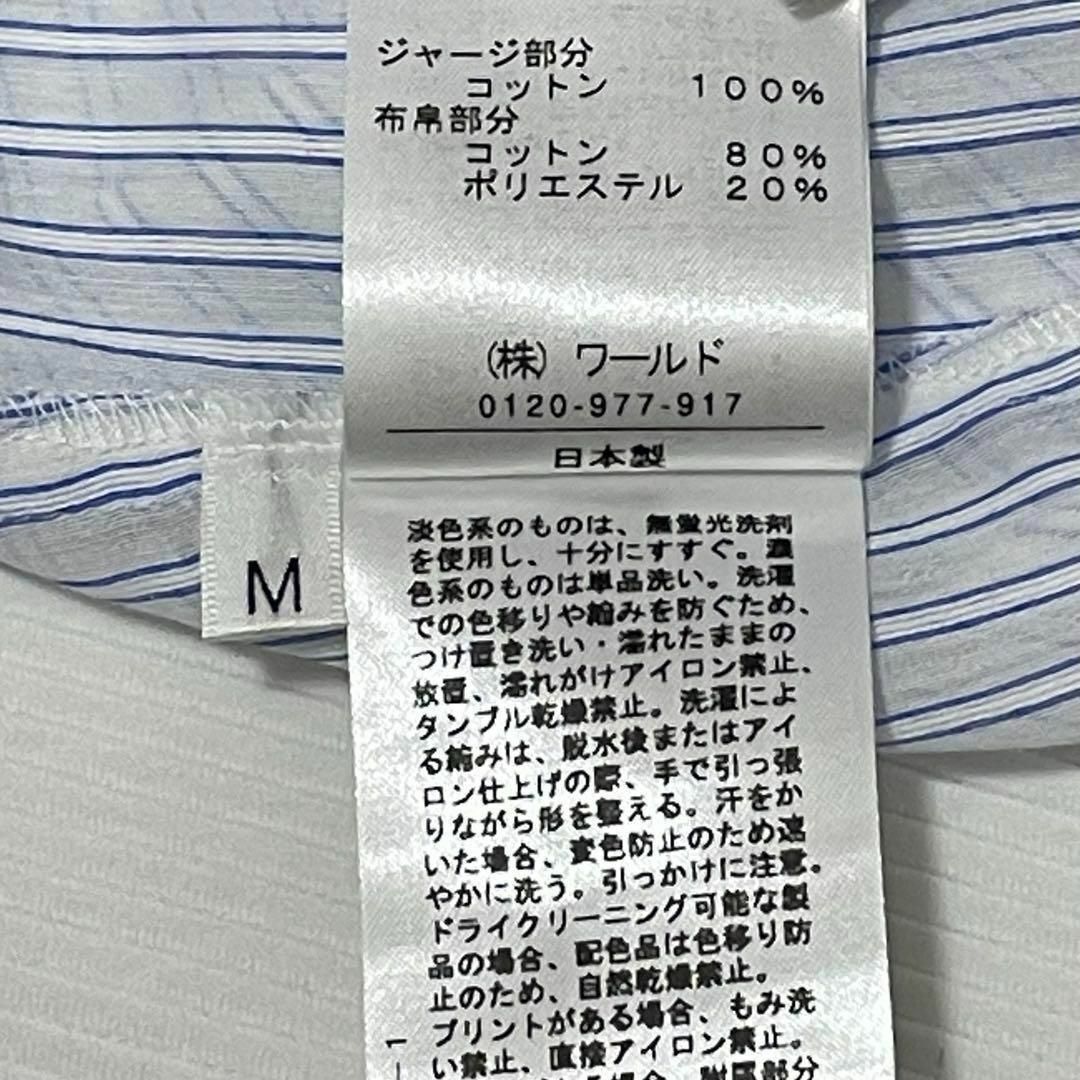 ジャージ部分
コットン 100%
布帛部分
コットン 80%
ポリエステル 20%
(株) ワールド
0120-977-917
日本製
M
淡色系のものは、無蛍光洗剤
を使用し、十分にすすぐ。濃
色系のものは単品洗い。洗濯
での色移りや縮みを防ぐため、
つけ置き洗い・濡れたままの
放置、濡れがけアイロン禁止、
タンブル乾燥禁止。洗濯によ
る縮みは、脱水後またはアイ
ロン仕上げの際、手で引っ張
りながら形を整える。汗をか
いた場合、変色防止のため速
やかに洗う。引っかけに注意。
ドライクリーニング可能な製
品の場合、配色品は色移り防
止のため、自然乾燥禁止。
プリントがある場合、もみ洗
い禁止、直接アイロン禁止。
場合、附属部分
1